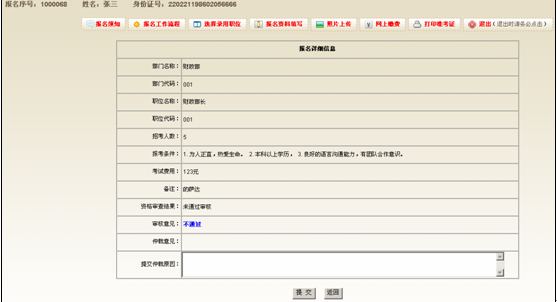 报名序号：1000068 姓名：张三 身份证号：220221198602056666
报名须知 报名工作流程 选择录用职位 报名资料填写 照片上传 网上缴费 打印准考证 退出(退出时请务必点击)
报名详细信息
部门名称： 财政部
部门代码： 001
职位名称： 财政部长
职位代码： 001
招考人数： 5
报考条件： 1.为人正直，热爱生命。 2.本科以上学历， 3.良好的语言沟通能力，有团队合作意识。
考试费用： 123元
备注： 的萨达
资格审查结果： 未通过审核
审核意见： 不通过
仲裁意见：
提交仲裁原因：
提 交 返回